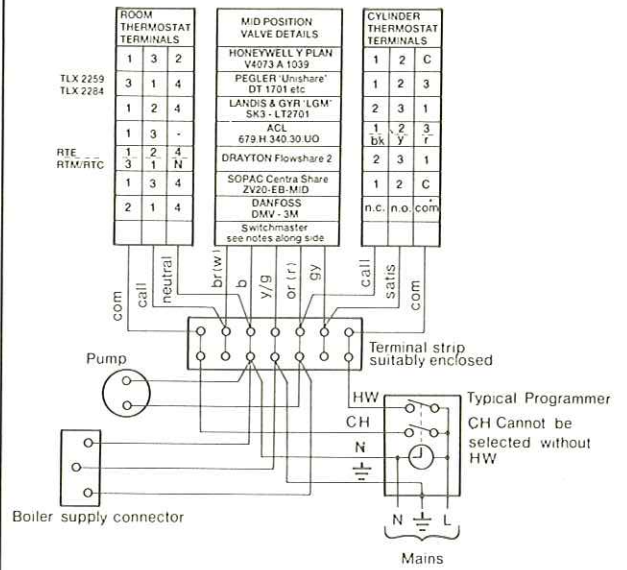 ROOM
THERMOSTAT
TERMINALS
MID POSITION
VALVE DETAILS
CYLINDER
THERMOSTAT
TERMINALS
1 3 2
HONEYWELL Y PLAN
V4073 A 1039
1 2 C
TLX 2259
TLX 2284
3 1 4
PEGLER 'Unishare'
DT 1701 etc
1 2 3
1 2 4
LANDIS & GYR 'LGM'
SK3 - LT2701
2 3 1
1 3 -
ACL
679.H.340.30.UO
1 2 3
bk y r
RTE
RTM/RTC
1 2 4
3 1 N
DRAYTON Flowshare 2
2 3 1
1 3 4
SOPAC Centra Share
ZV20-EB-MID
1 2 C
2 1 4
DANFOSS
DMV - 3M
n.c. n.o. com
Switchmaster
see notes along side
com
call
neutral
br(w)
b
y/g
or (r)
gy
call
satis
com
Terminal strip
suitably enclosed
Pump
HW
CH
N
Typical Programmer
CH Cannot be
selected without
HW
Boiler supply connector
N L
Mains